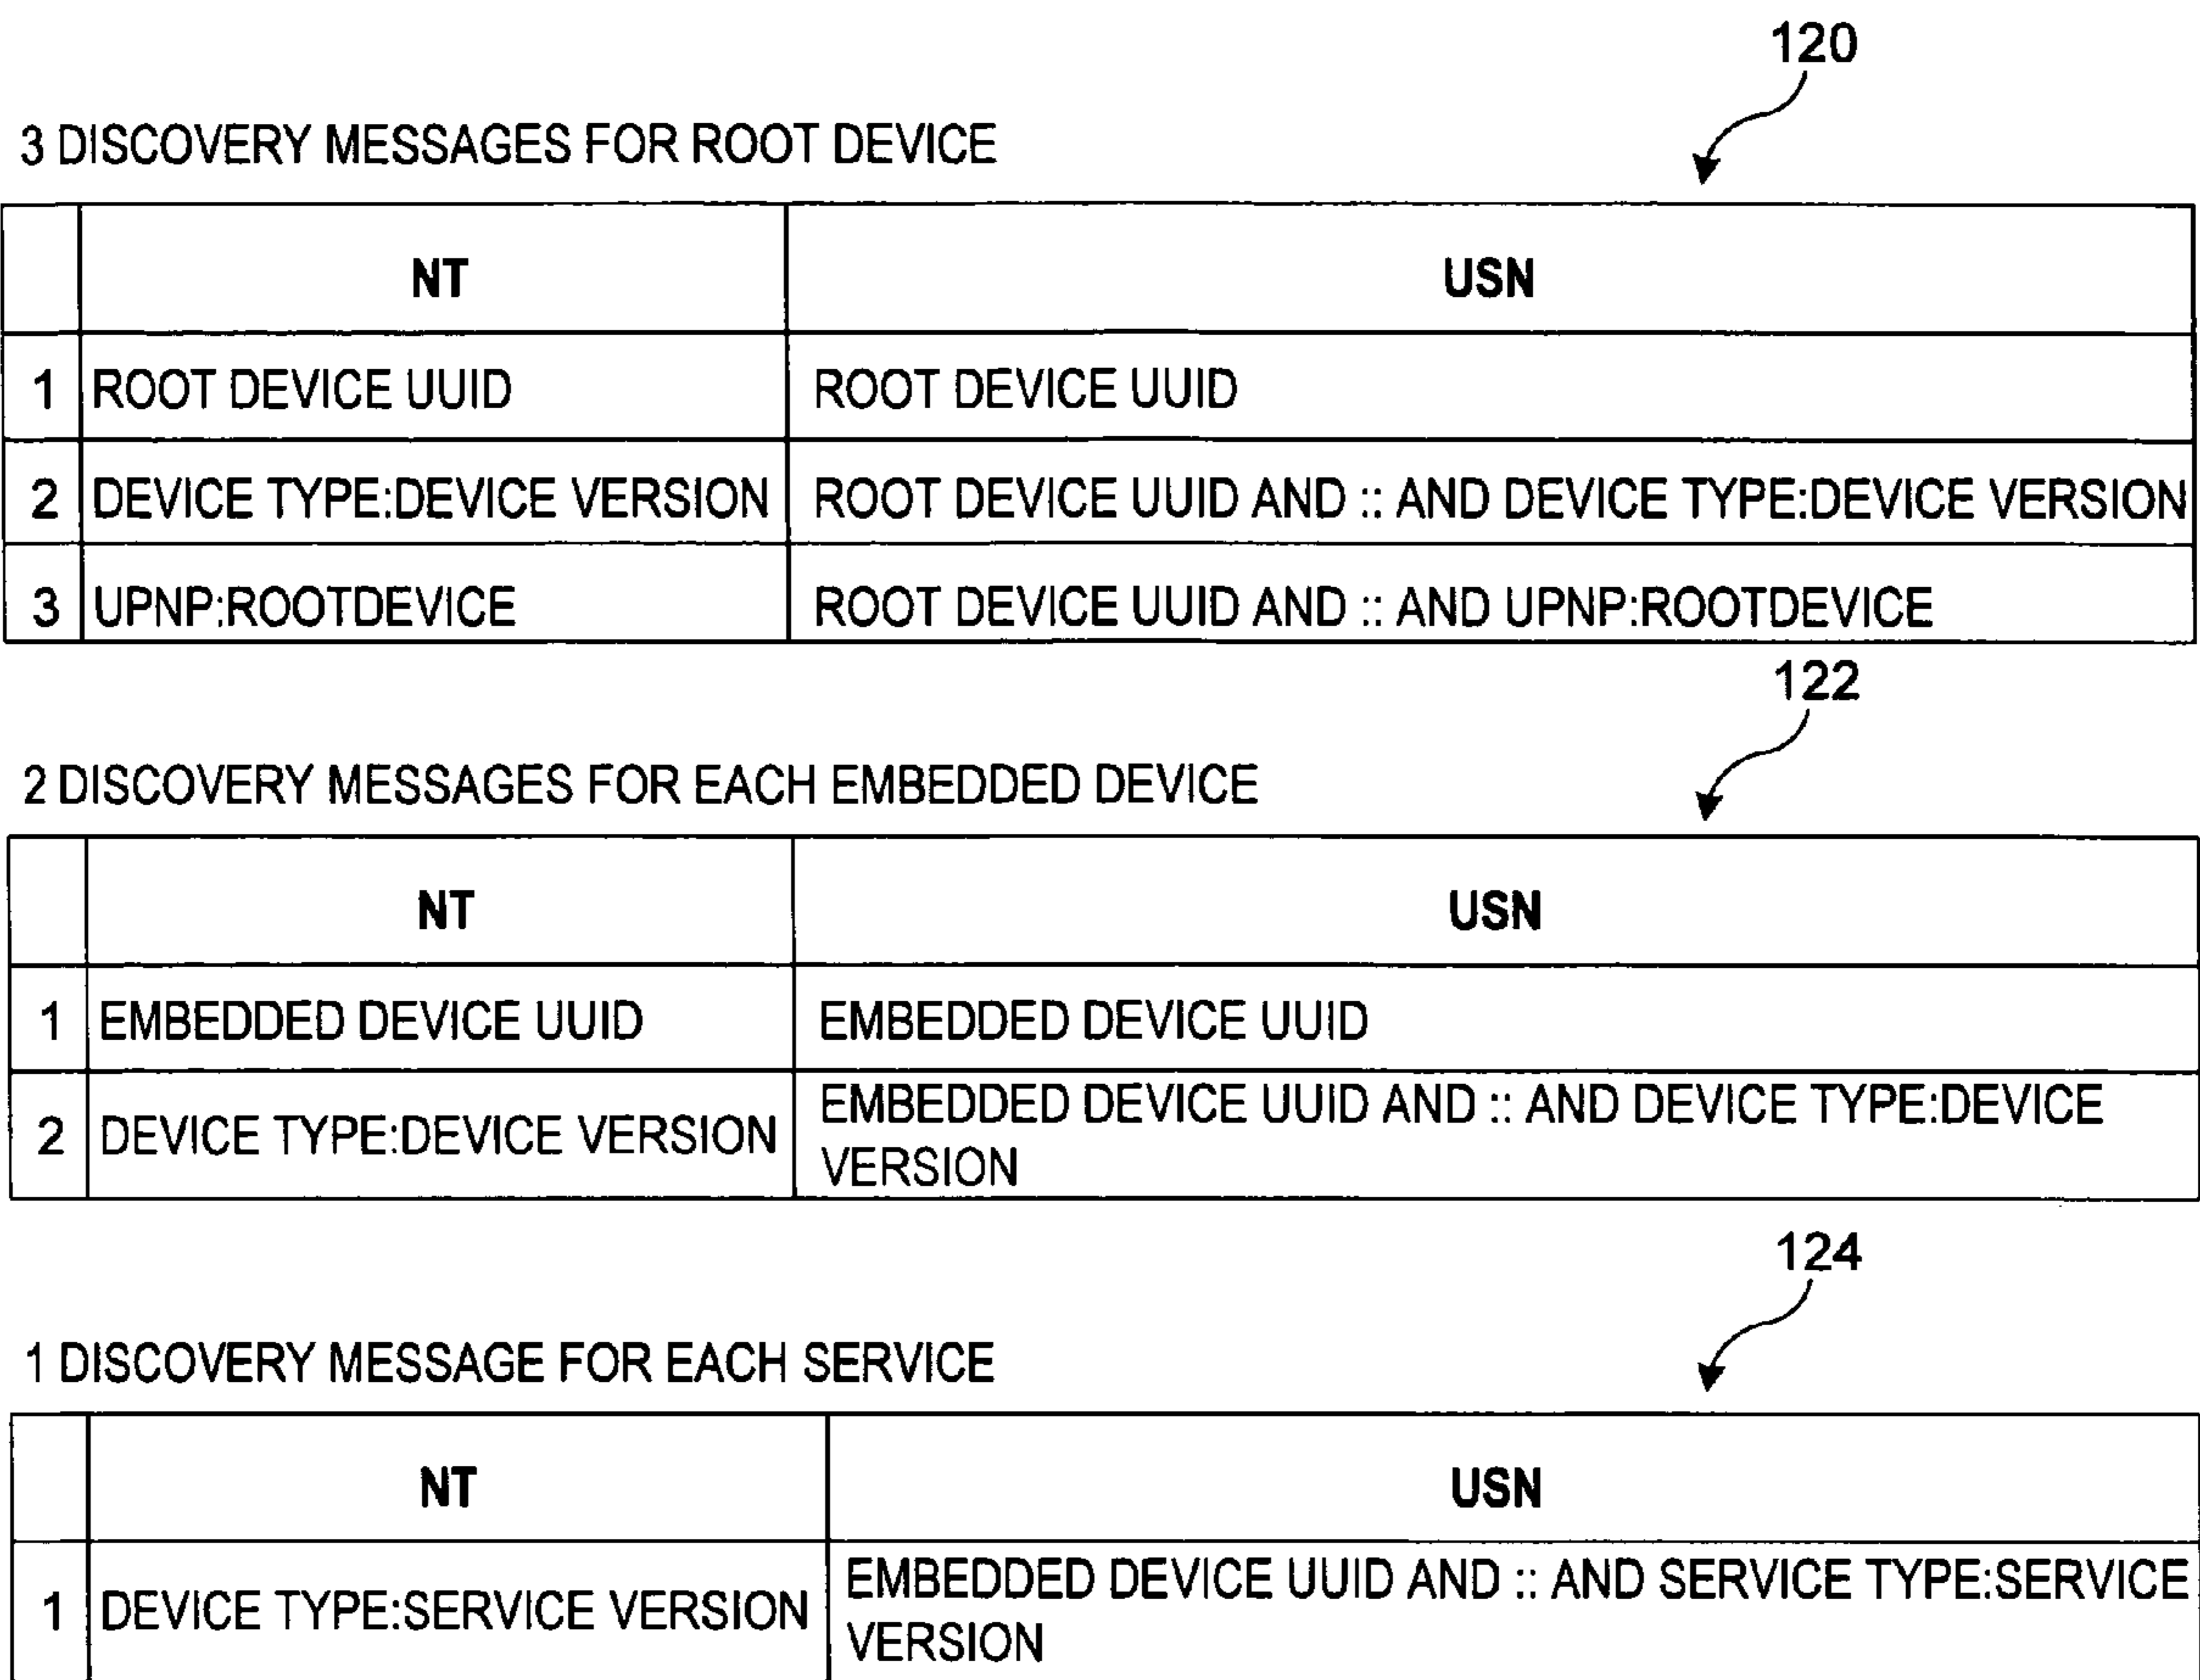 120
3 DISCOVERY MESSAGES FOR ROOT DEVICE
NT USN
1 ROOT DEVICE UUID ROOT DEVICE UUID
2 DEVICE TYPE:DEVICE VERSION ROOT DEVICE UUID AND :: AND DEVICE TYPE:DEVICE VERSION
3 UPNP:ROOTDEVICE ROOT DEVICE UUID AND :: AND UPNP:ROOTDEVICE
122
2 DISCOVERY MESSAGES FOR EACH EMBEDDED DEVICE
NT USN
1 EMBEDDED DEVICE UUID EMBEDDED DEVICE UUID
2 DEVICE TYPE:DEVICE VERSION EMBEDDED DEVICE UUID AND :: AND DEVICE TYPE:DEVICE
VERSION
124
1 DISCOVERY MESSAGE FOR EACH SERVICE
NT USN
1 DEVICE TYPE:SERVICE VERSION EMBEDDED DEVICE UUID AND :: AND SERVICE TYPE:SERVICE
VERSION